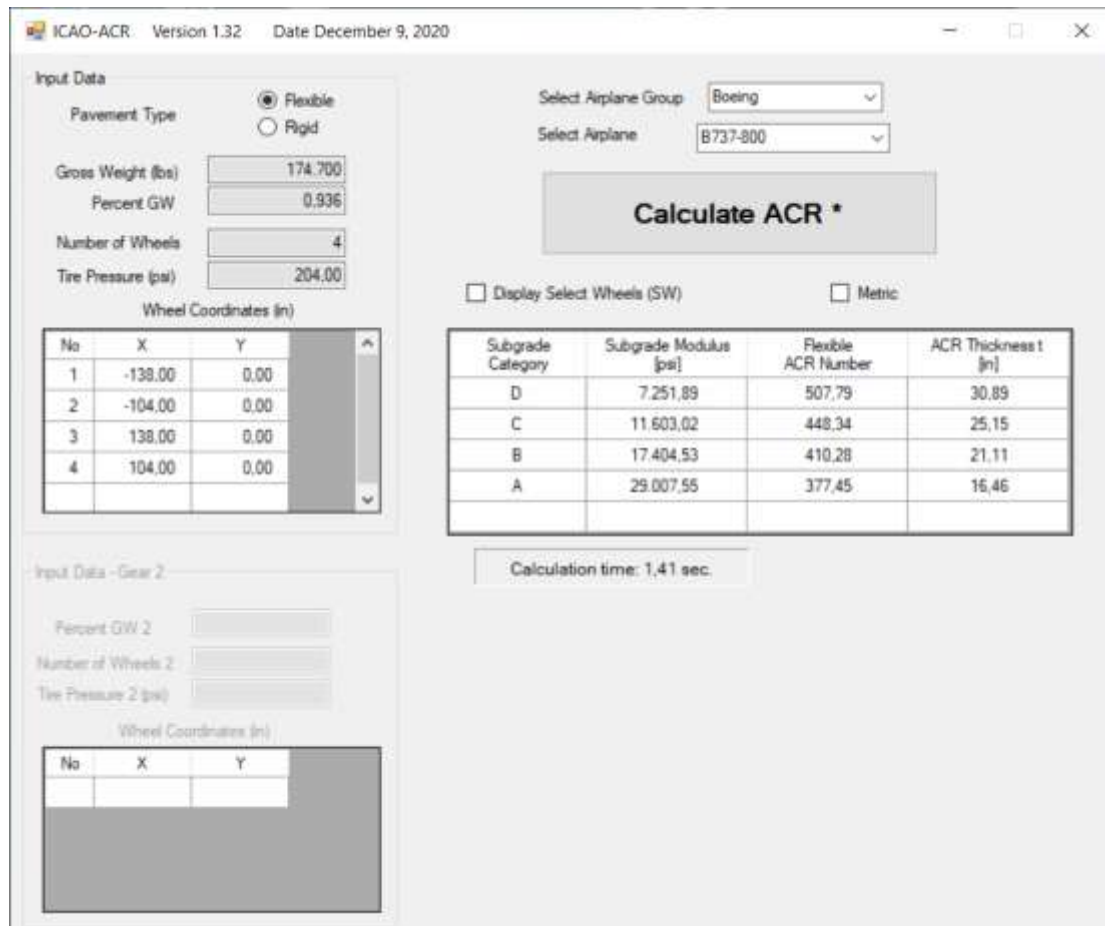 ICAO-ACR Version 1.32 Date December 9, 2020
Input Data
Pavement Type
Flexible
Rigid
Gross Weight (lbs) 174.700
Percent GW 0.936
Number of Wheels 4
Tire Pressure (psi) 204,00
Wheel Coordinates (in)
No X Y
1 -138,00 0,00
2 -104,00 0,00
3 138,00 0,00
4 104,00 0,00
Input Data - Gear 2
Percent GW 2
Number of Wheels 2
Tire Pressure 2 (psi)
Wheel Coordinates (in)
No X Y
Select Airplane Group Boeing
Select Airplane B737-800
Calculate ACR *
Display Select Wheels (SW) Metric
Subgrade Category Subgrade Modulus [psi] Flexible ACR Number ACR Thickness t [in]
D 7.251,89 507,79 30,89
C 11.603,02 448,34 25,15
B 17.404,53 410,28 21,11
A 29.007,55 377,45 16,46
Calculation time: 1,41 sec.